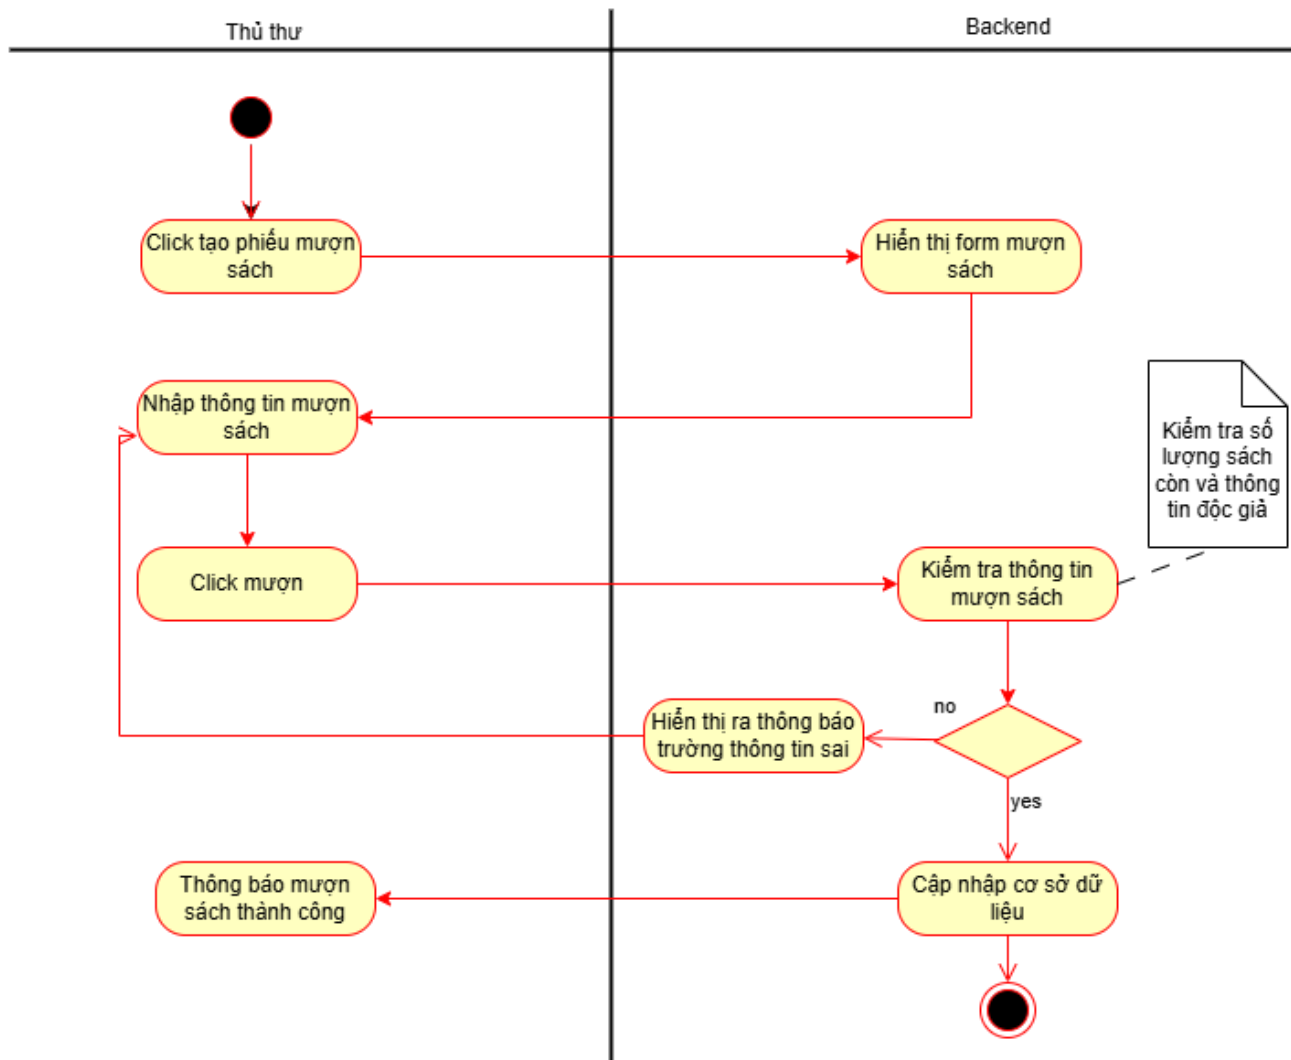 Thủ thư
Backend
Click tạo phiếu mượn
sách
Hiển thị form mượn
sách
Nhập thông tin mượn
sách
Kiểm tra số
lượng sách
còn và thông
tin độc giả
Click mượn
Kiểm tra thông tin
mượn sách
no
Hiển thị ra thông báo
trường thông tin sai
yes
Thông báo mượn
sách thành công
Cập nhập cơ sở dữ
liệu